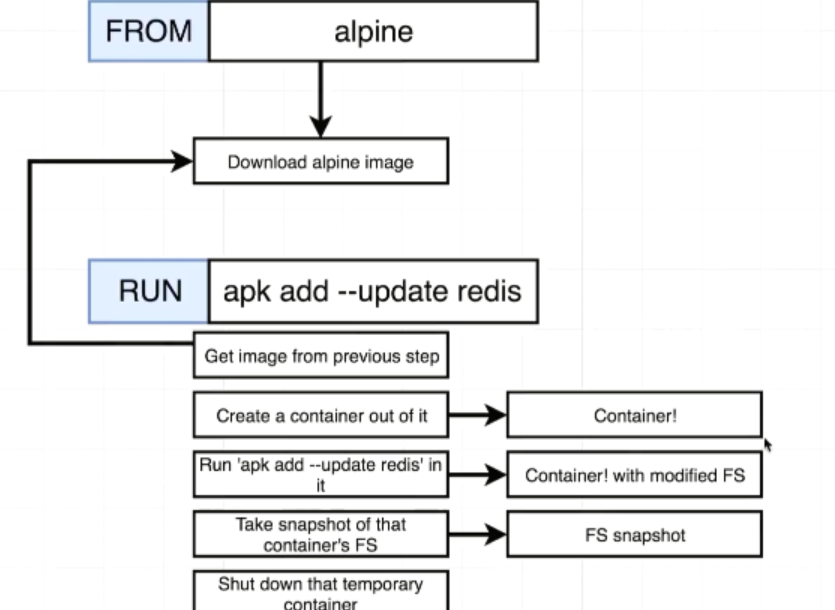 FROM alpine
Download alpine image
RUN apk add --update redis
Get image from previous step
Create a container out of it
Container!
Run 'apk add --update redis' in
it
Container! with modified FS
Take snapshot of that
container's FS
FS snapshot
Shut down that temporary
container